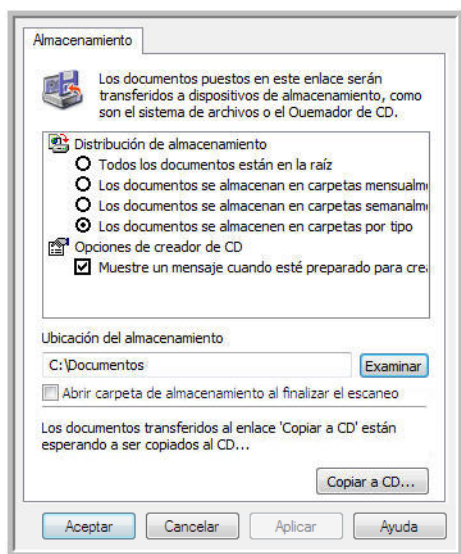 Almacenamiento
Los documentos puestos en este enlace serán
transferidos a dispositivos de almacenamiento, como
son el sistema de archivos o el Ouemador de CD.
Distribución de almacenamiento
Todos los documentos están en la raíz
Los documentos se almacenan en carpetas mensualm
Los documentos se almacenan en carpetas semanalm
Los documentos se almacenen en carpetas por tipo
Opciones de creador de CD
Muestre un mensaje cuando esté preparado para crea
Ubicación del almacenamiento
C:\Documentos
Examinar
Abrir carpeta de almacenamiento al finalizar el escaneo
Los documentos transferidos al enlace 'Copiar a CD' están
esperando a ser copiados al CD...
Copiar a CD...
Aceptar Cancelar Aplicar Ayuda